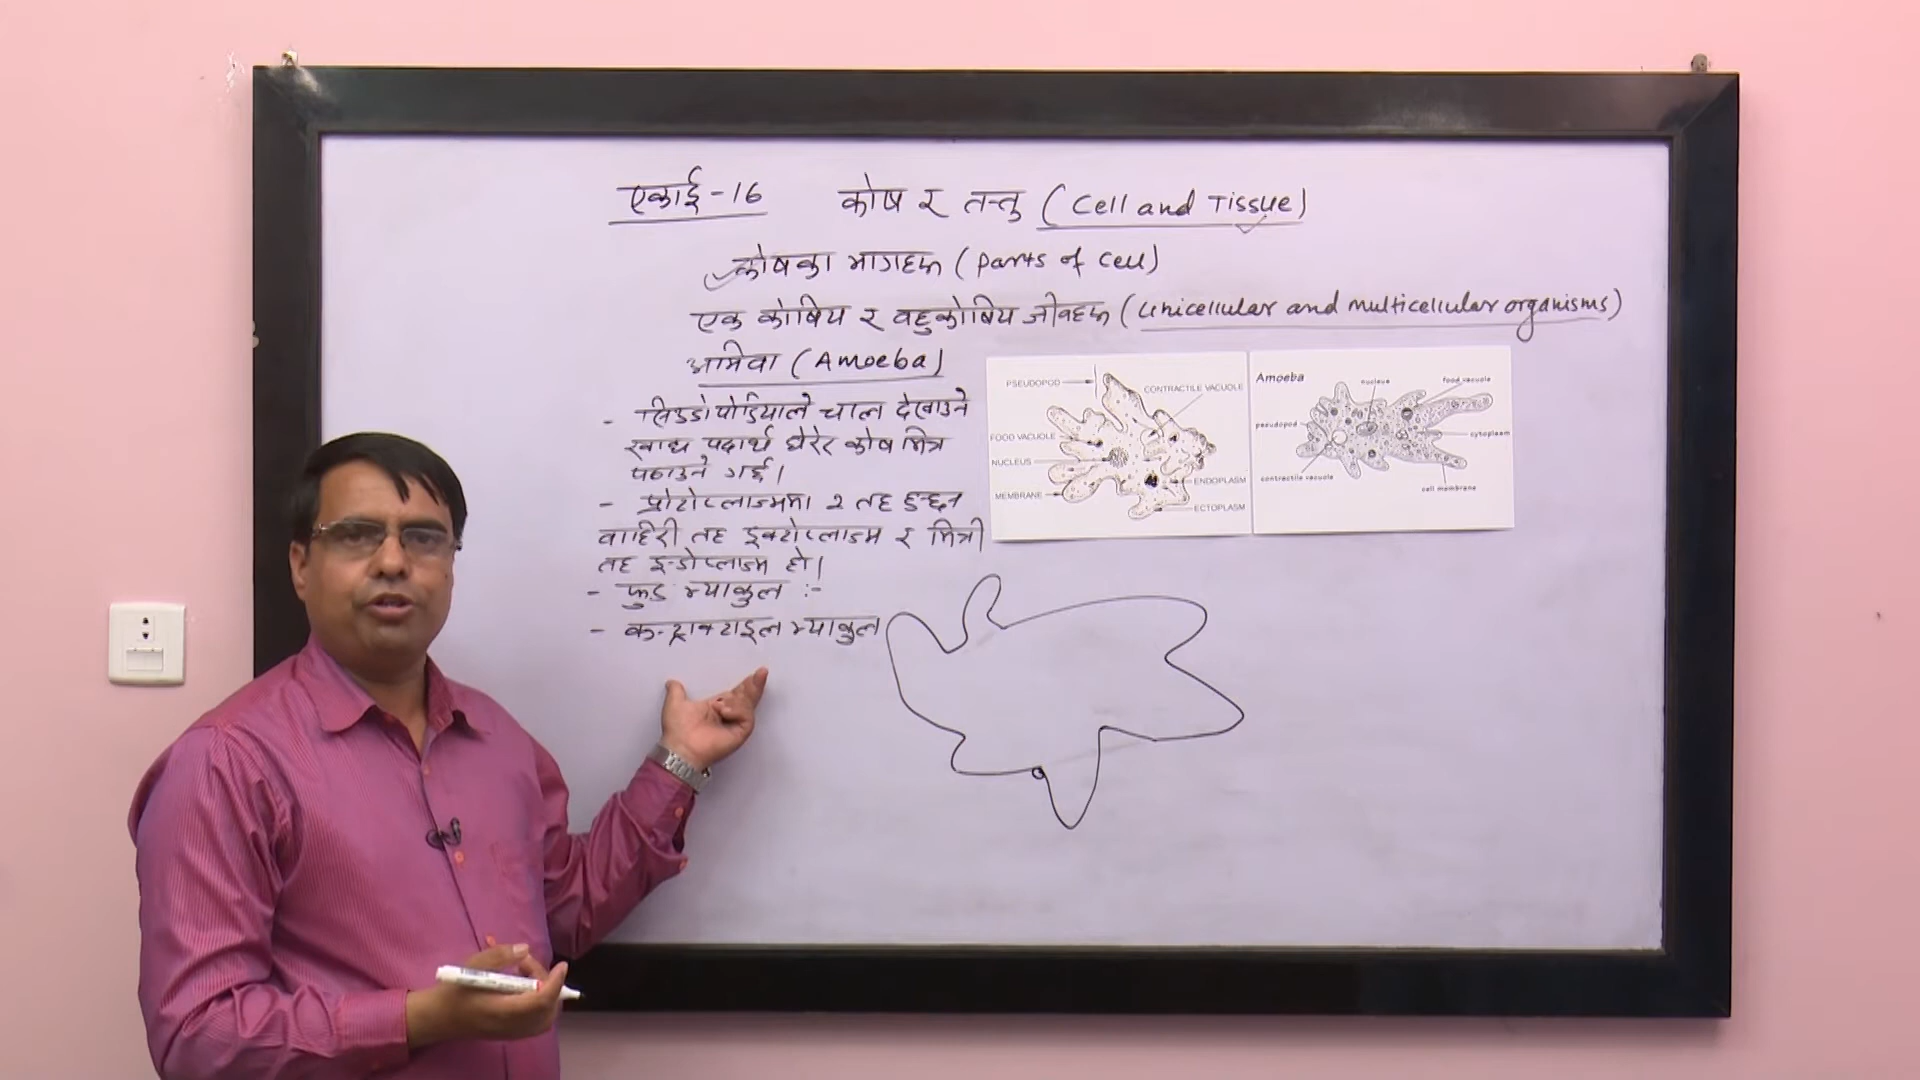 एकाई-16 कोष र तन्तु (Cell and Tissue)
कोषका भागहरू (parts of cell)
एक कोषिय र बहुकोषिय जीवहरू (Unicellular and multicellular organisms)
अमिवा (Amoeba)
- सिउडोपोडियाले चाल देखाउने
खाद्य पदार्थ घेरेर कोष भित्र
पठाउने गर्छ।
- प्रोटोप्लाज्ममा २ तह हुन्छन
बाहिरी तह इक्टोप्लाज्म र भित्री
तह इन्डोप्लाज्म हो।
- फुड भ्याकुल :-
- कन्ट्राक्टाइल भ्याकुल
PSEUDOPOD
CONTRACTILE VACUOLE
FOOD VACUOLE
NUCLEUS
MEMBRANE
ENDOPLASM
ECTOPLASM
Amoeba
nucleus
food vacuole
pseudopod
cytoplasm
contractile vacuole
cell membrane